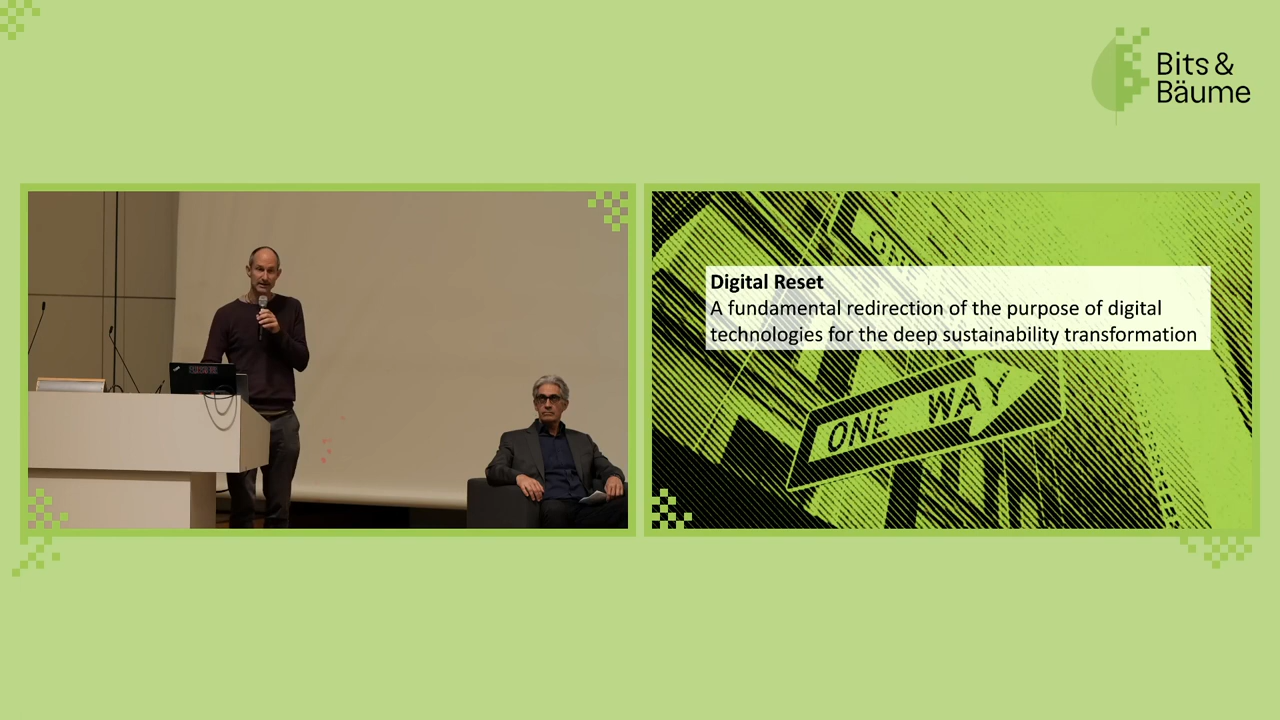 Bits &
Bäume
Digital Reset
A fundamental redirection of the purpose of digital
technologies for the deep sustainability transformation
ONE WAY